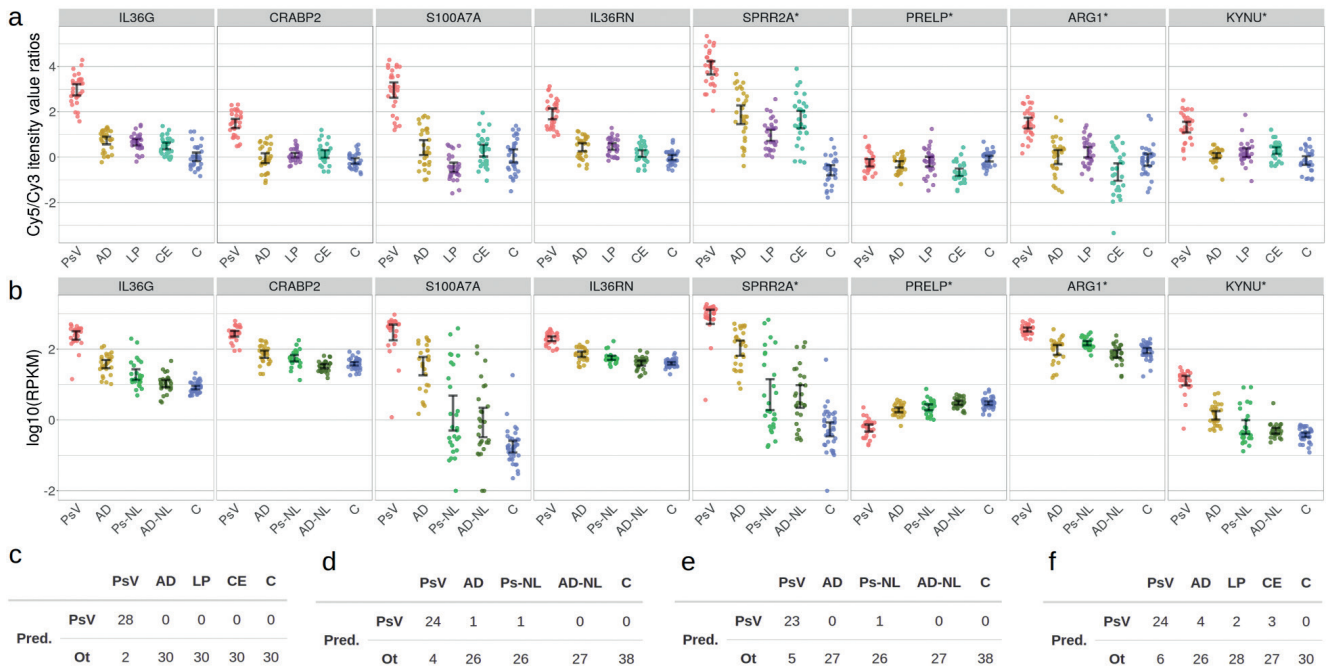 a
IL36G CRABP2 S100A7A IL36RN SPRR2A* PRELP* ARG1* KYNU*
Cy5/Cy3 itensity value ratios
4
2
0
-2
PsV AD LP CE C PsV AD LP CE C PsV AD LP CE C PsV AD LP CE C PsV AD LP CE C PsV AD LP CE C PsV AD LP CE C PsV AD LP CE C
b
IL36G CRABP2 S100A7A IL36RN SPRR2A* PRELP* ARG1* KYNU*
log10(RPKM)
2
0
-2
PsV AD Ps-NL AD-NL C PsV AD Ps-NL AD-NL C PsV AD Ps-NL AD-NL C PsV AD Ps-NL AD-NL C PsV AD Ps-NL AD-NL C PsV AD Ps-NL AD-NL C PsV AD Ps-NL AD-NL C PsV AD Ps-NL AD-NL C
c
PsV AD LP CE C
PsV 28 0 0 0 0
Pred.
Ot 2 30 30 30 30
d
PsV AD Ps-NL AD-NL C
PsV 24 1 1 0 0
Pred.
Ot 4 26 26 27 38
e
PsV AD Ps-NL AD-NL C
PsV 23 0 1 0 0
Pred.
Ot 5 27 26 27 38
f
PsV AD LP CE C
PsV 24 4 2 3 0
Pred.
Ot 6 26 28 27 30